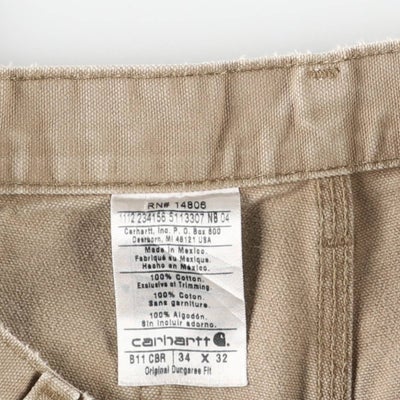 RN# 14806
1112 234156 5113307 NB 04
Carhartt, Inc. P. O. Box 600
Dearborn, MI 48121 USA
Made in Mexico.
Fabriqué au Mexique.
Hecho en México.
100% Cotton.
Exclusive of Trimming.
100% Coton.
Sans garniture.
100% Algodón.
Sin incluir adorno.
carhartt
B11 CBR 34 X 32
Original Dungaree Fit